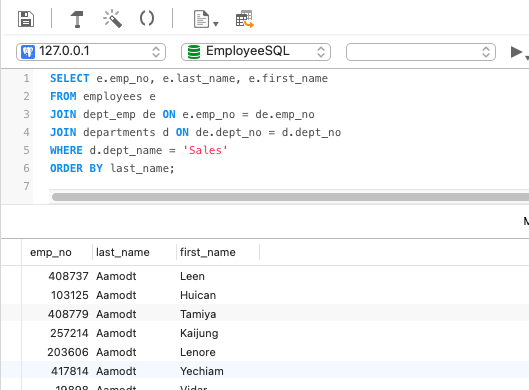 127.0.0.1 EmployeeSQL
1 SELECT e.emp_no, e.last_name, e.first_name
2 FROM employees e
3 JOIN dept_emp de ON e.emp_no = de.emp_no
4 JOIN departments d ON de.dept_no = d.dept_no
5 WHERE d.dept_name = 'Sales'
6 ORDER BY last_name;
7
emp_no last_name first_name
408737 Aamodt Leen
103125 Aamodt Huican
408779 Aamodt Tamiya
257214 Aamodt Kaijung
203606 Aamodt Lenore
417814 Aamodt Yechiam
Aamodt